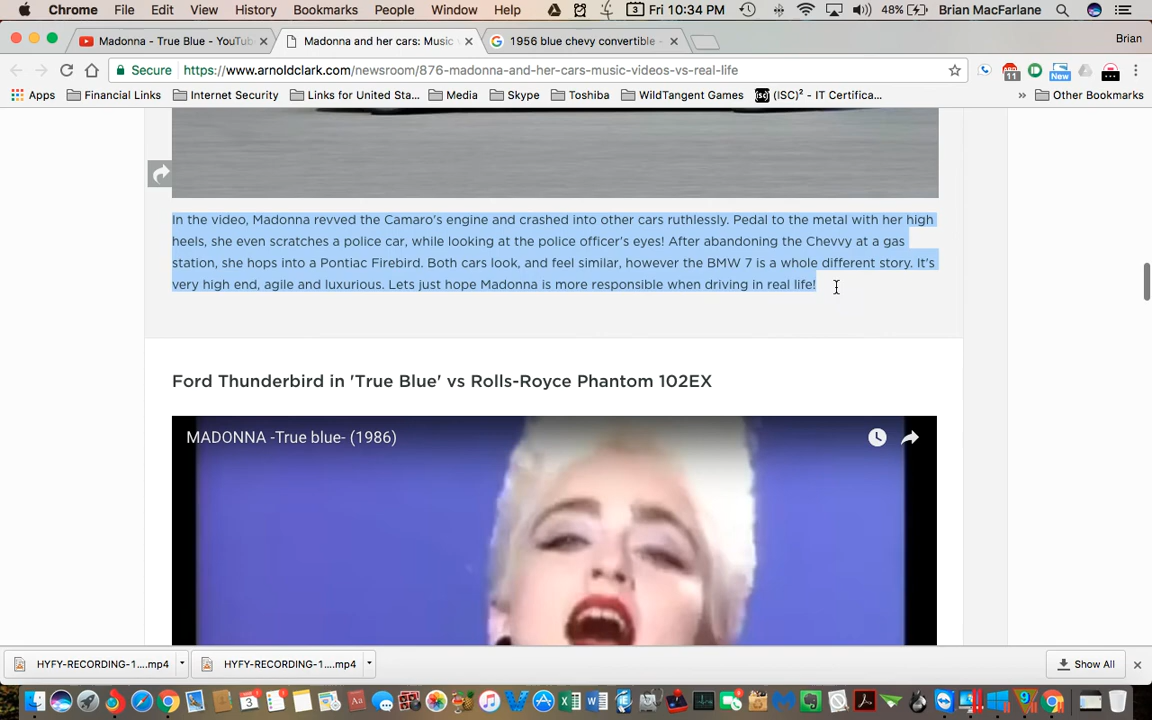 Chrome File Edit View History Bookmarks People Window Help 3 Fri 10:34 PM 48% Brian MacFarlane
Madonna - True Blue - YouTub Madonna and her cars: Music 1956 blue chevy convertible - Brian
Secure https://www.arnoldclark.com/newsroom/876-madonna-and-her-cars-music-videos-vs-real-life 11 New
Apps Financial Links Internet Security Links for United Sta... Media Skype Toshiba WildTangent Games (ISC)² - IT Certifica... » Other Bookmarks
In the video, Madonna revved the Camaro's engine and crashed into other cars ruthlessly. Pedal to the metal with her high
heels, she even scratches a police car, while looking at the police officer's eyes! After abandoning the Chevvy at a gas
station, she hops into a Pontiac Firebird. Both cars look, and feel similar, however the BMW 7 is a whole different story. It's
very high end, agile and luxurious. Lets just hope Madonna is more responsible when driving in real life!
Ford Thunderbird in 'True Blue' vs Rolls-Royce Phantom 102EX
MADONNA -True blue- (1986)
HYFY-RECORDING-1....mp4 HYFY-RECORDING-1....mp4 Show All